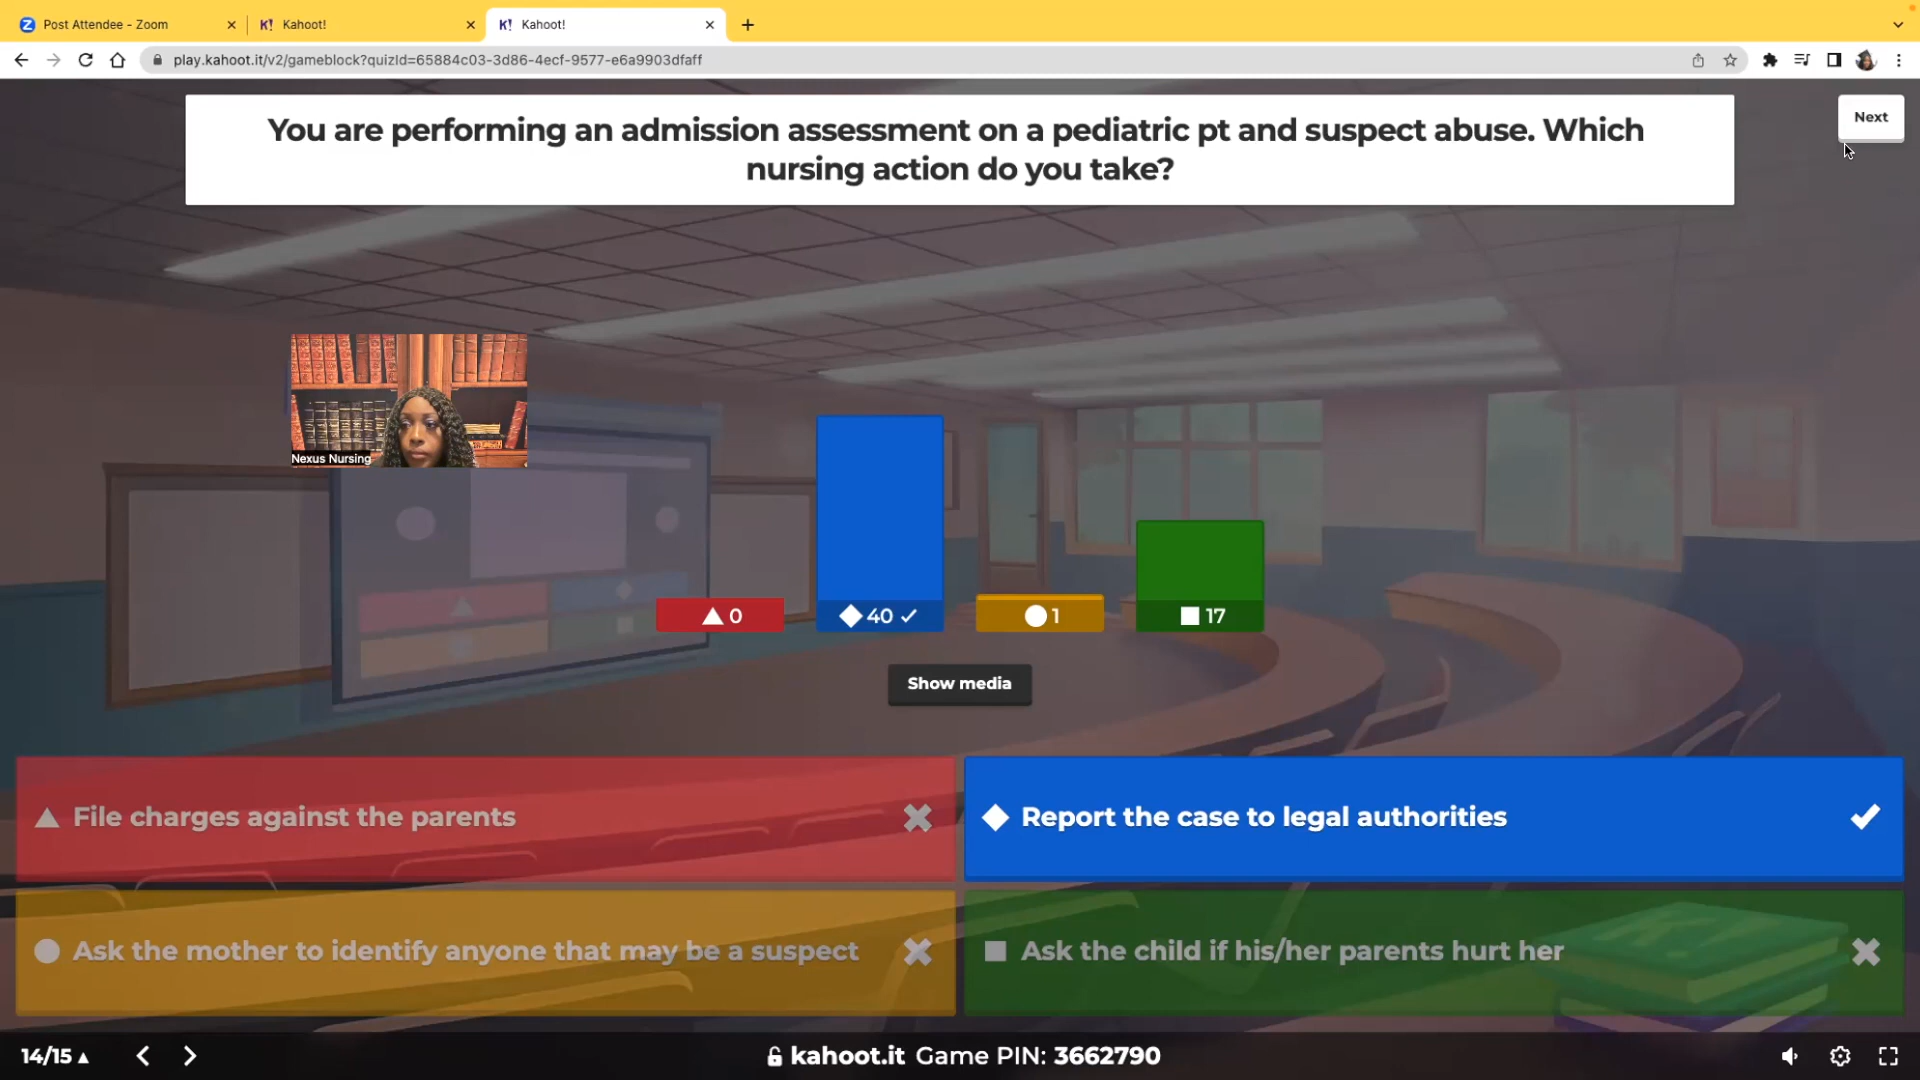 Post Attendee - Zoom
K! Kahoot!
K! Kahoot!
play.kahoot.it/v2/gameblock?quizId=65884c03-3d86-4ecf-9577-e6a9903dfaff
You are performing an admission assessment on a pediatric pt and suspect abuse. Which
nursing action do you take?
Next
Nexus Nursing
0
40
1
17
Show media
File charges against the parents
Report the case to legal authorities
Ask the mother to identify anyone that may be a suspect
Ask the child if his/her parents hurt her
14/15
kahoot.it Game PIN: 3662790